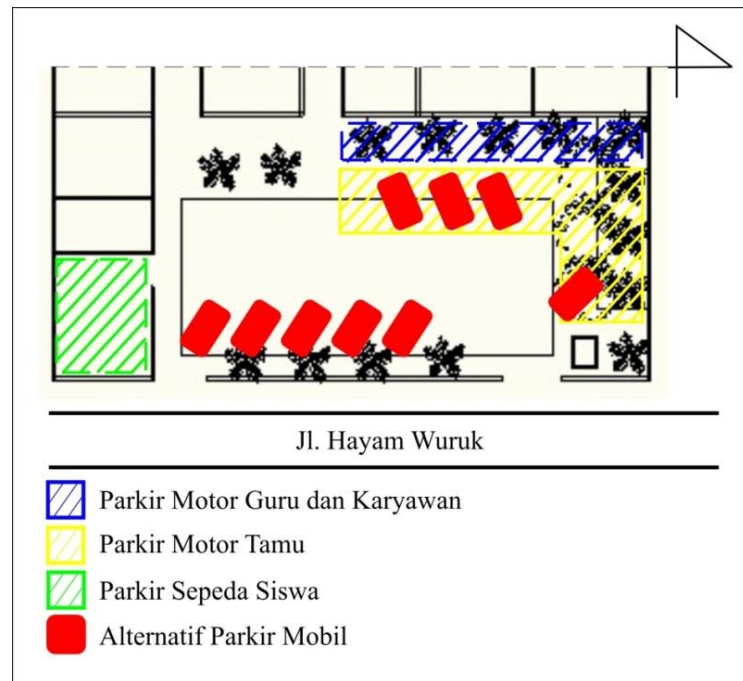 Jl. Hayam Wuruk
Parkir Motor Guru dan Karyawan
Parkir Motor Tamu
Parkir Sepeda Siswa
Alternatif Parkir Mobil